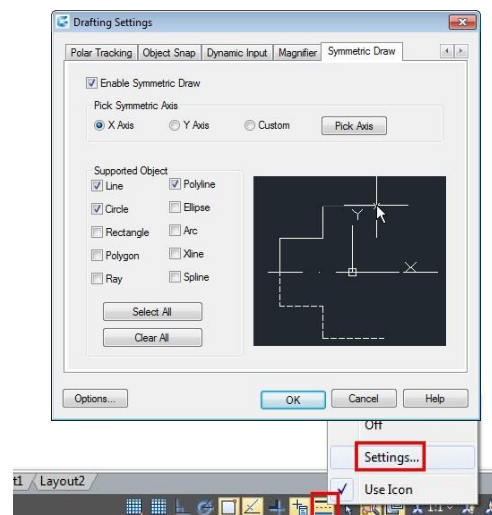 Drafting Settings
Polar Tracking Object Snap Dynamic Input Magnifier Symmetric Draw
Enable Symmetric Draw
Pick Symmetric Axis
X Axis Y Axis Custom Pick Axis
Supported Object
Line Polyline
Circle Ellipse
Rectangle Arc
Polygon Xline
Ray Spline
Select All
Clear All
Y
X
Options... OK Cancel Help
Off
Settings...
Layout2
Use Icon
1:1